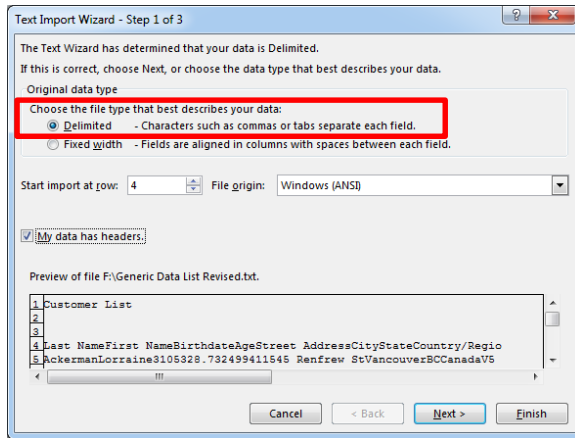 Text Import Wizard - Step 1 of 3
The Text Wizard has determined that your data is Delimited.
If this is correct, choose Next, or choose the data type that best describes your data.
Original data type
Choose the file type that best describes your data:
Delimited - Characters such as commas or tabs separate each field.
Fixed width - Fields are aligned in columns with spaces between each field.
Start import at row: 4 File origin: Windows (ANSI)
My data has headers.
Preview of file F:\Generic Data List Revised.txt.
1 Customer List
2
3
4 Last NameFirst NameBirthdateAgeStreet AddressCityStateCountry/Regio
5 AckermanLorraine3105328.732499411545 Renfrew StVancouverBCCanadaV5
Cancel < Back Next > Finish